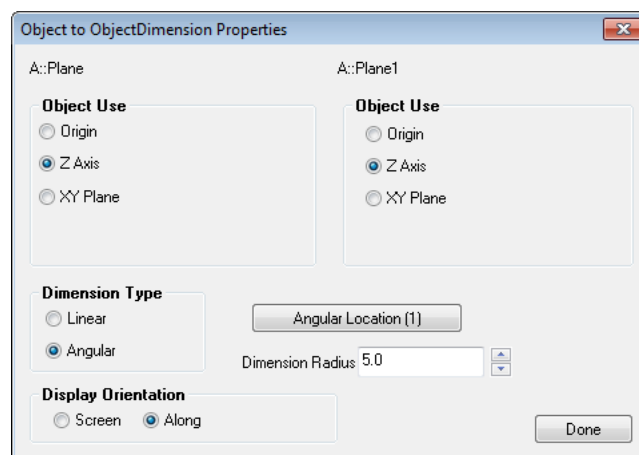 Object to ObjectDimension Properties
A::Plane
A::Plane1
Object Use
Origin
Z Axis
XY Plane
Object Use
Origin
Z Axis
XY Plane
Dimension Type
Linear
Angular
Angular Location (1)
Dimension Radius 5.0
Display Orientation
Screen Along
Done